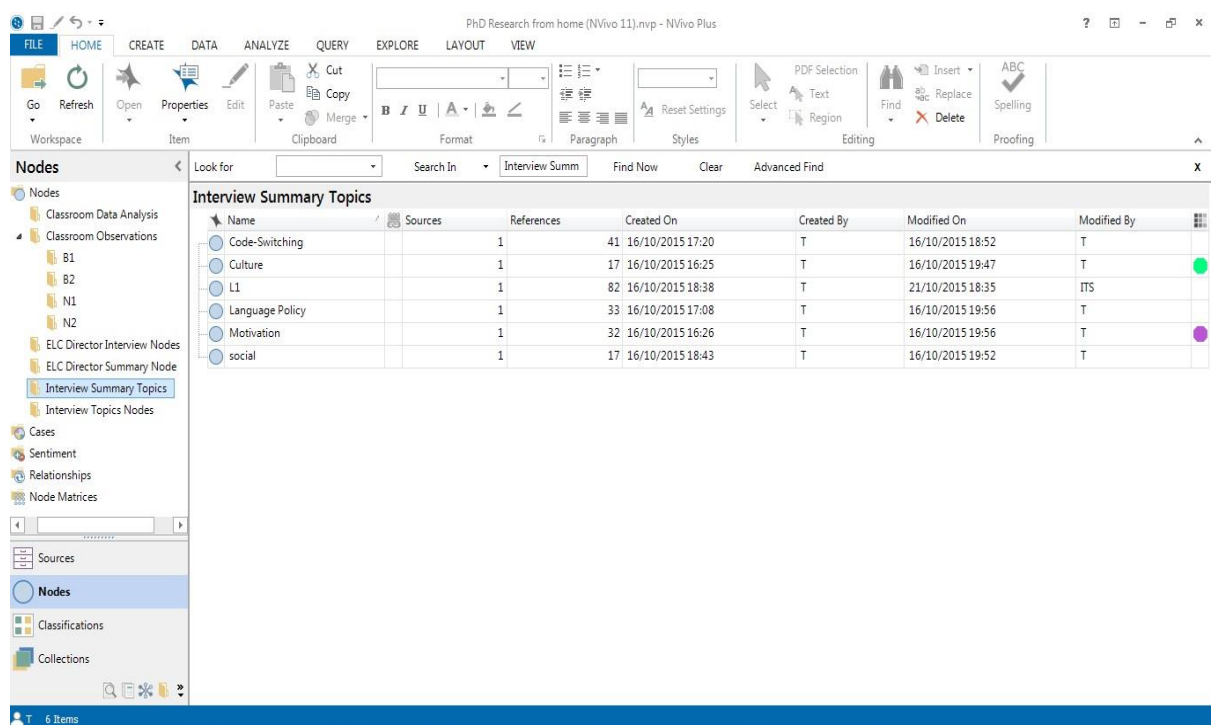 PhD Research from home (NVivo 11).nvp - NVivo Plus
FILE HOME CREATE DATA ANALYZE QUERY EXPLORE LAYOUT VIEW
Go Refresh Open Properties Edit Paste Cut Copy Merge
B I U A
Reset Settings
Select PDF Selection Text Region
Find Insert Replace Delete
ABC Spelling
Workspace Item Clipboard Format Paragraph Styles Editing Proofing
Nodes
Look for Search In Interview Summ Find Now Clear Advanced Find x
Nodes
Classroom Data Analysis
Classroom Observations
B1
B2
N1
N2
ELC Director Interview Nodes
ELC Director Summary Node
Interview Summary Topics
Interview Topics Nodes
Cases
Sentiment
Relationships
Node Matrices
Sources
Nodes
Classifications
Collections
Interview Summary Topics
Name Sources References Created On Created By Modified On Modified By
Code-Switching 1 41 16/10/2015 17:20 T 16/10/2015 18:52 T
Culture 1 17 16/10/2015 16:25 T 16/10/2015 19:47 T
L1 1 82 16/10/2015 18:38 T 21/10/2015 18:35 ITS
Language Policy 1 33 16/10/2015 17:08 T 16/10/2015 19:56 T
Motivation 1 32 16/10/2015 16:26 T 16/10/2015 19:56 T
social 1 17 16/10/2015 18:43 T 16/10/2015 19:52 T
T 6 Items